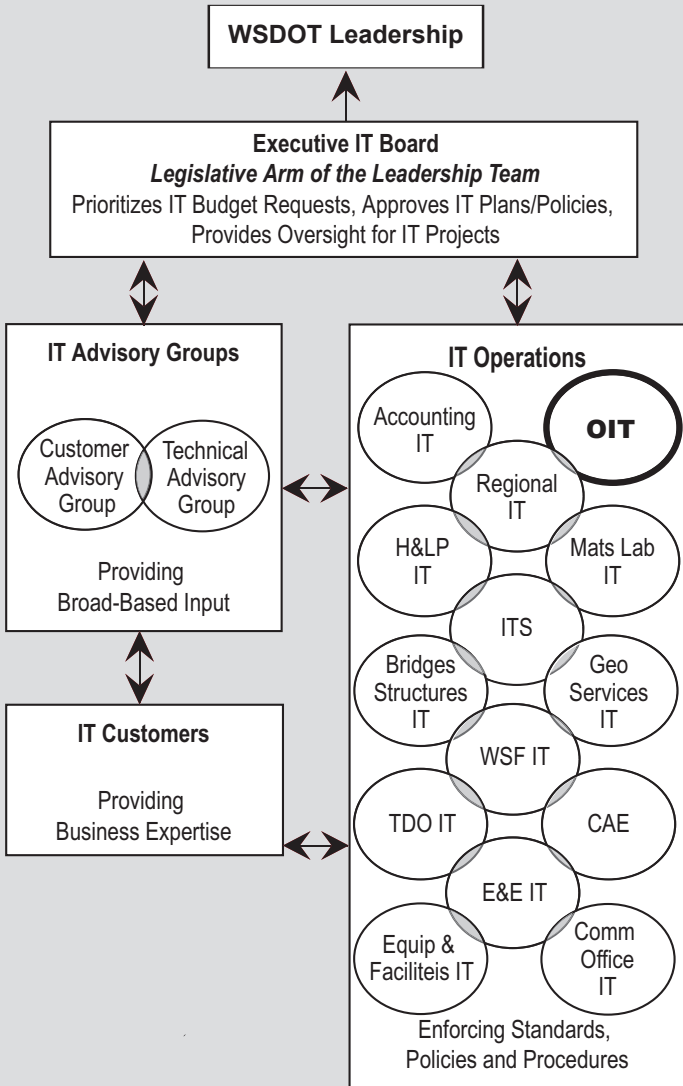 WSDOT Leadership
Executive IT Board
Legislative Arm of the Leadership Team
Prioritizes IT Budget Requests, Approves IT Plans/Policies,
Provides Oversight for IT Projects
IT Advisory Groups
Customer
Advisory
Group
Technical
Advisory
Group
Providing
Broad-Based Input
IT Customers
Providing
Business Expertise
IT Operations
Accounting
IT
OIT
Regional
IT
H&LP
IT
Mats Lab
IT
ITS
Bridges
Structures
IT
Geo
Services
IT
WSF IT
TDO IT
CAE
E&E IT
Equip &
Faciliteis IT
Comm
Office
IT
Enforcing Standards,
Policies and Procedures